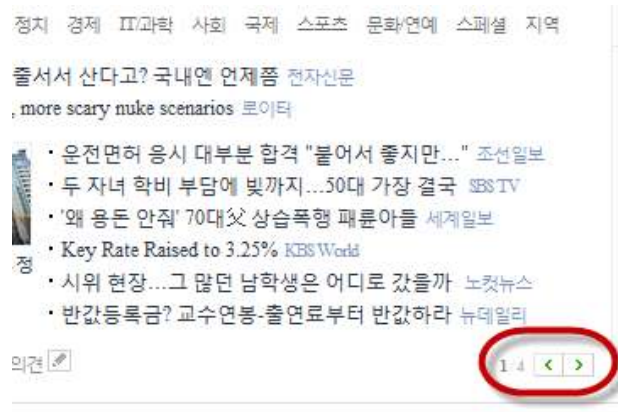 정치 경제 IT/과학 사회 국제 스포츠 문화/연예 스페셜 지역
줄서서 산다고? 국내엔 언제쯤 전자신문
, more scary nuke scenarios 로이터
· 운전면허 응시 대부분 합격 "붙어서 좋지만..." 조선일보
· 두 자녀 학비 부담에 빚까지...50대 가장 결국 SBS TV
· '왜 용돈 안줘' 70대父 상습폭행 패륜아들 세계일보
· Key Rate Raised to 3.25% KBS World
.정
· 시위 현장...그 많던 남학생은 어디로 갔을까 노컷뉴스
· 반값등록금? 교수연봉-출연료부터 반값하라 뉴데일리
의견
1/4 < >